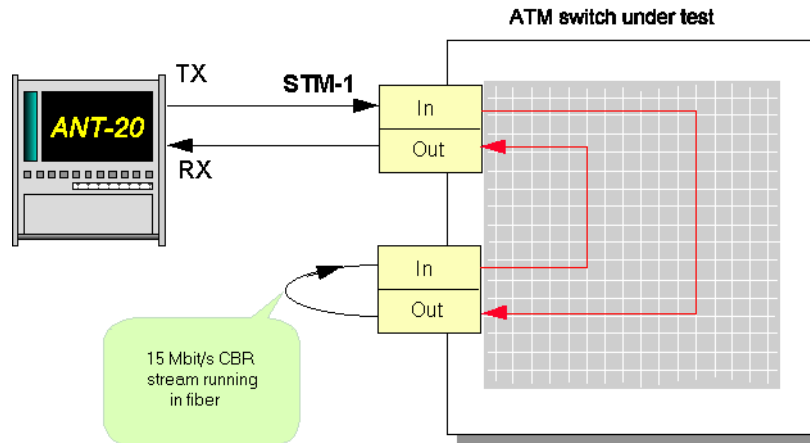 ATM switch under test
TX
STM-1
In
ANT-20
Out
RX
In
Out
15 Mbit/s CBR
stream running
in fiber